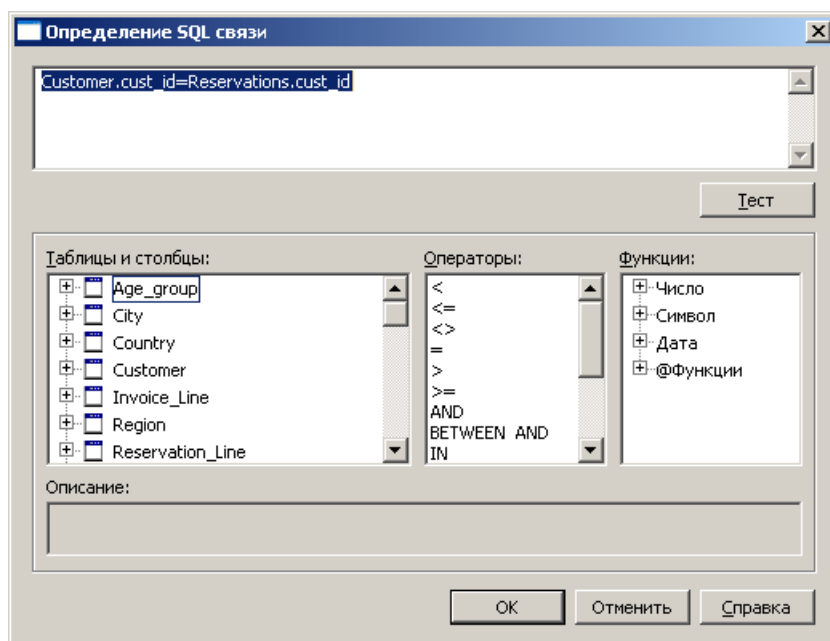 Определение SQL связи
Customer.cust_id=Reservations.cust_id
Тест
Таблицы и столбцы:
Age_group
City
Country
Customer
Invoice_Line
Region
Reservation_Line
Операторы:
<
<=
<>
=
>
>=
AND
BETWEEN AND
IN
Функции:
Число
Символ
Дата
@Функции
Описание:
OK
Отменить
Справка